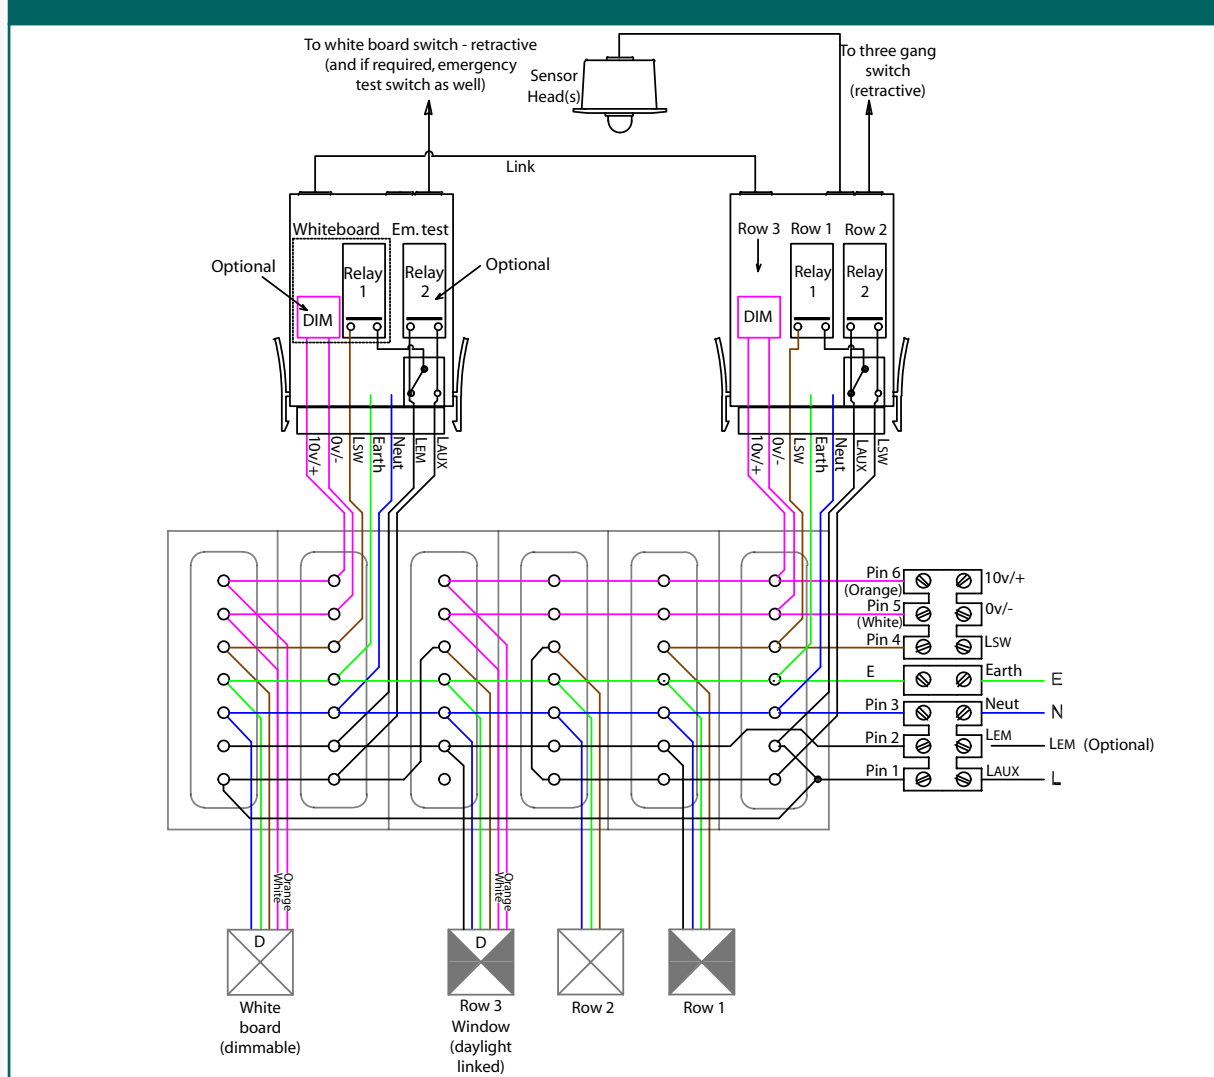 To white board switch - retractive
(and if required, emergency
test switch as well)
Sensor
Head(s)
To three gang
switch
(retractive)
Link
Whiteboard
Em. test
Row 3
Row 1
Row 2
Optional
Relay
1
Relay
2
Optional
DIM
Relay
1
Relay
2
DIM
10v/+
0v/-
LSW
Earth
Neut
LEM
LAUX
10v/+
0v/-
LSW
Earth
Neut
LAUX
LSW
Pin 6
(Orange)
10v/+
Pin 5
(White)
0v/-
Pin 4
LSW
E
Earth
E
Pin 3
Neut
N
Pin 2
LEM
LEM (Optional)
Pin 1
LAUX
L
Orange
White
Orange
White
D
D
White
board
(dimmable)
Row 3
Window
(daylight
linked)
Row 2
Row 1